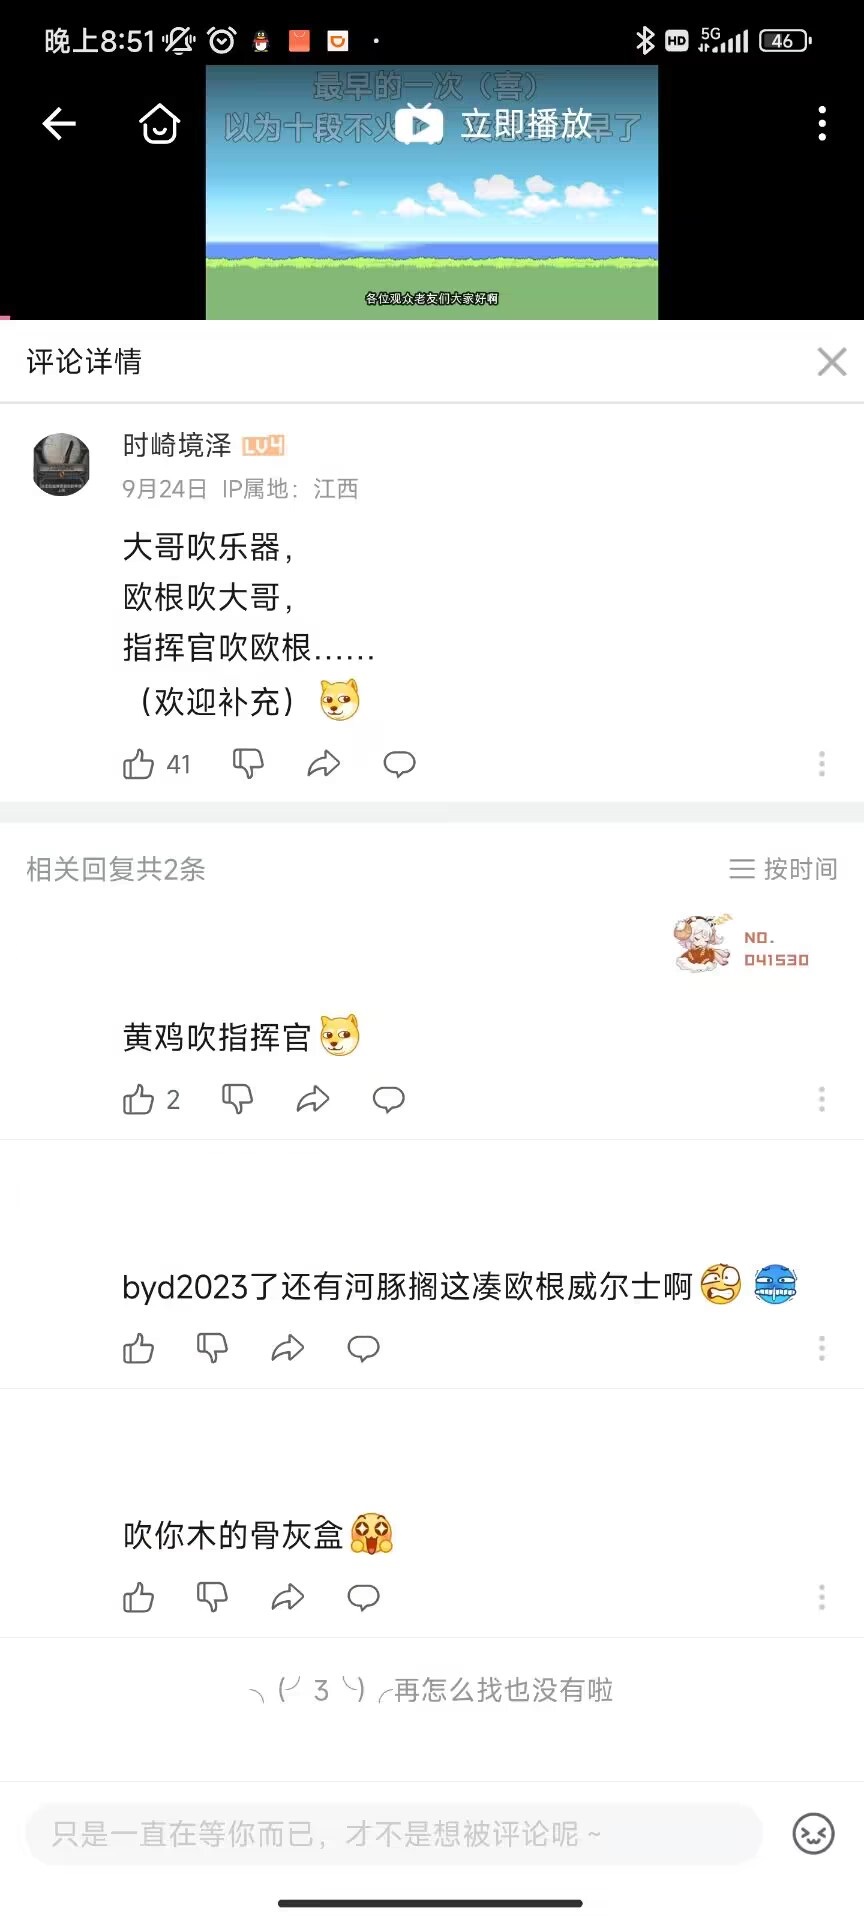 晚上8:51
HD
5G
46
最早的一次（喜）
以为十段不火
立即播放
早了
各位观众老友们大家好啊
评论详情
时崎境泽 LV4
9月24日 IP属地：江西
大哥吹乐器，
欧根吹大哥，
指挥官吹欧根……
（欢迎补充）
41
相关回复共2条
按时间
NO.
041530
黄鸡吹指挥官
2
byd2023了还有河豚搁这凑欧根威尔士啊
吹你木的骨灰盒
╮(╯3╰)╭再怎么找也没有啦
只是一直在等你而已，才不是想被评论呢～